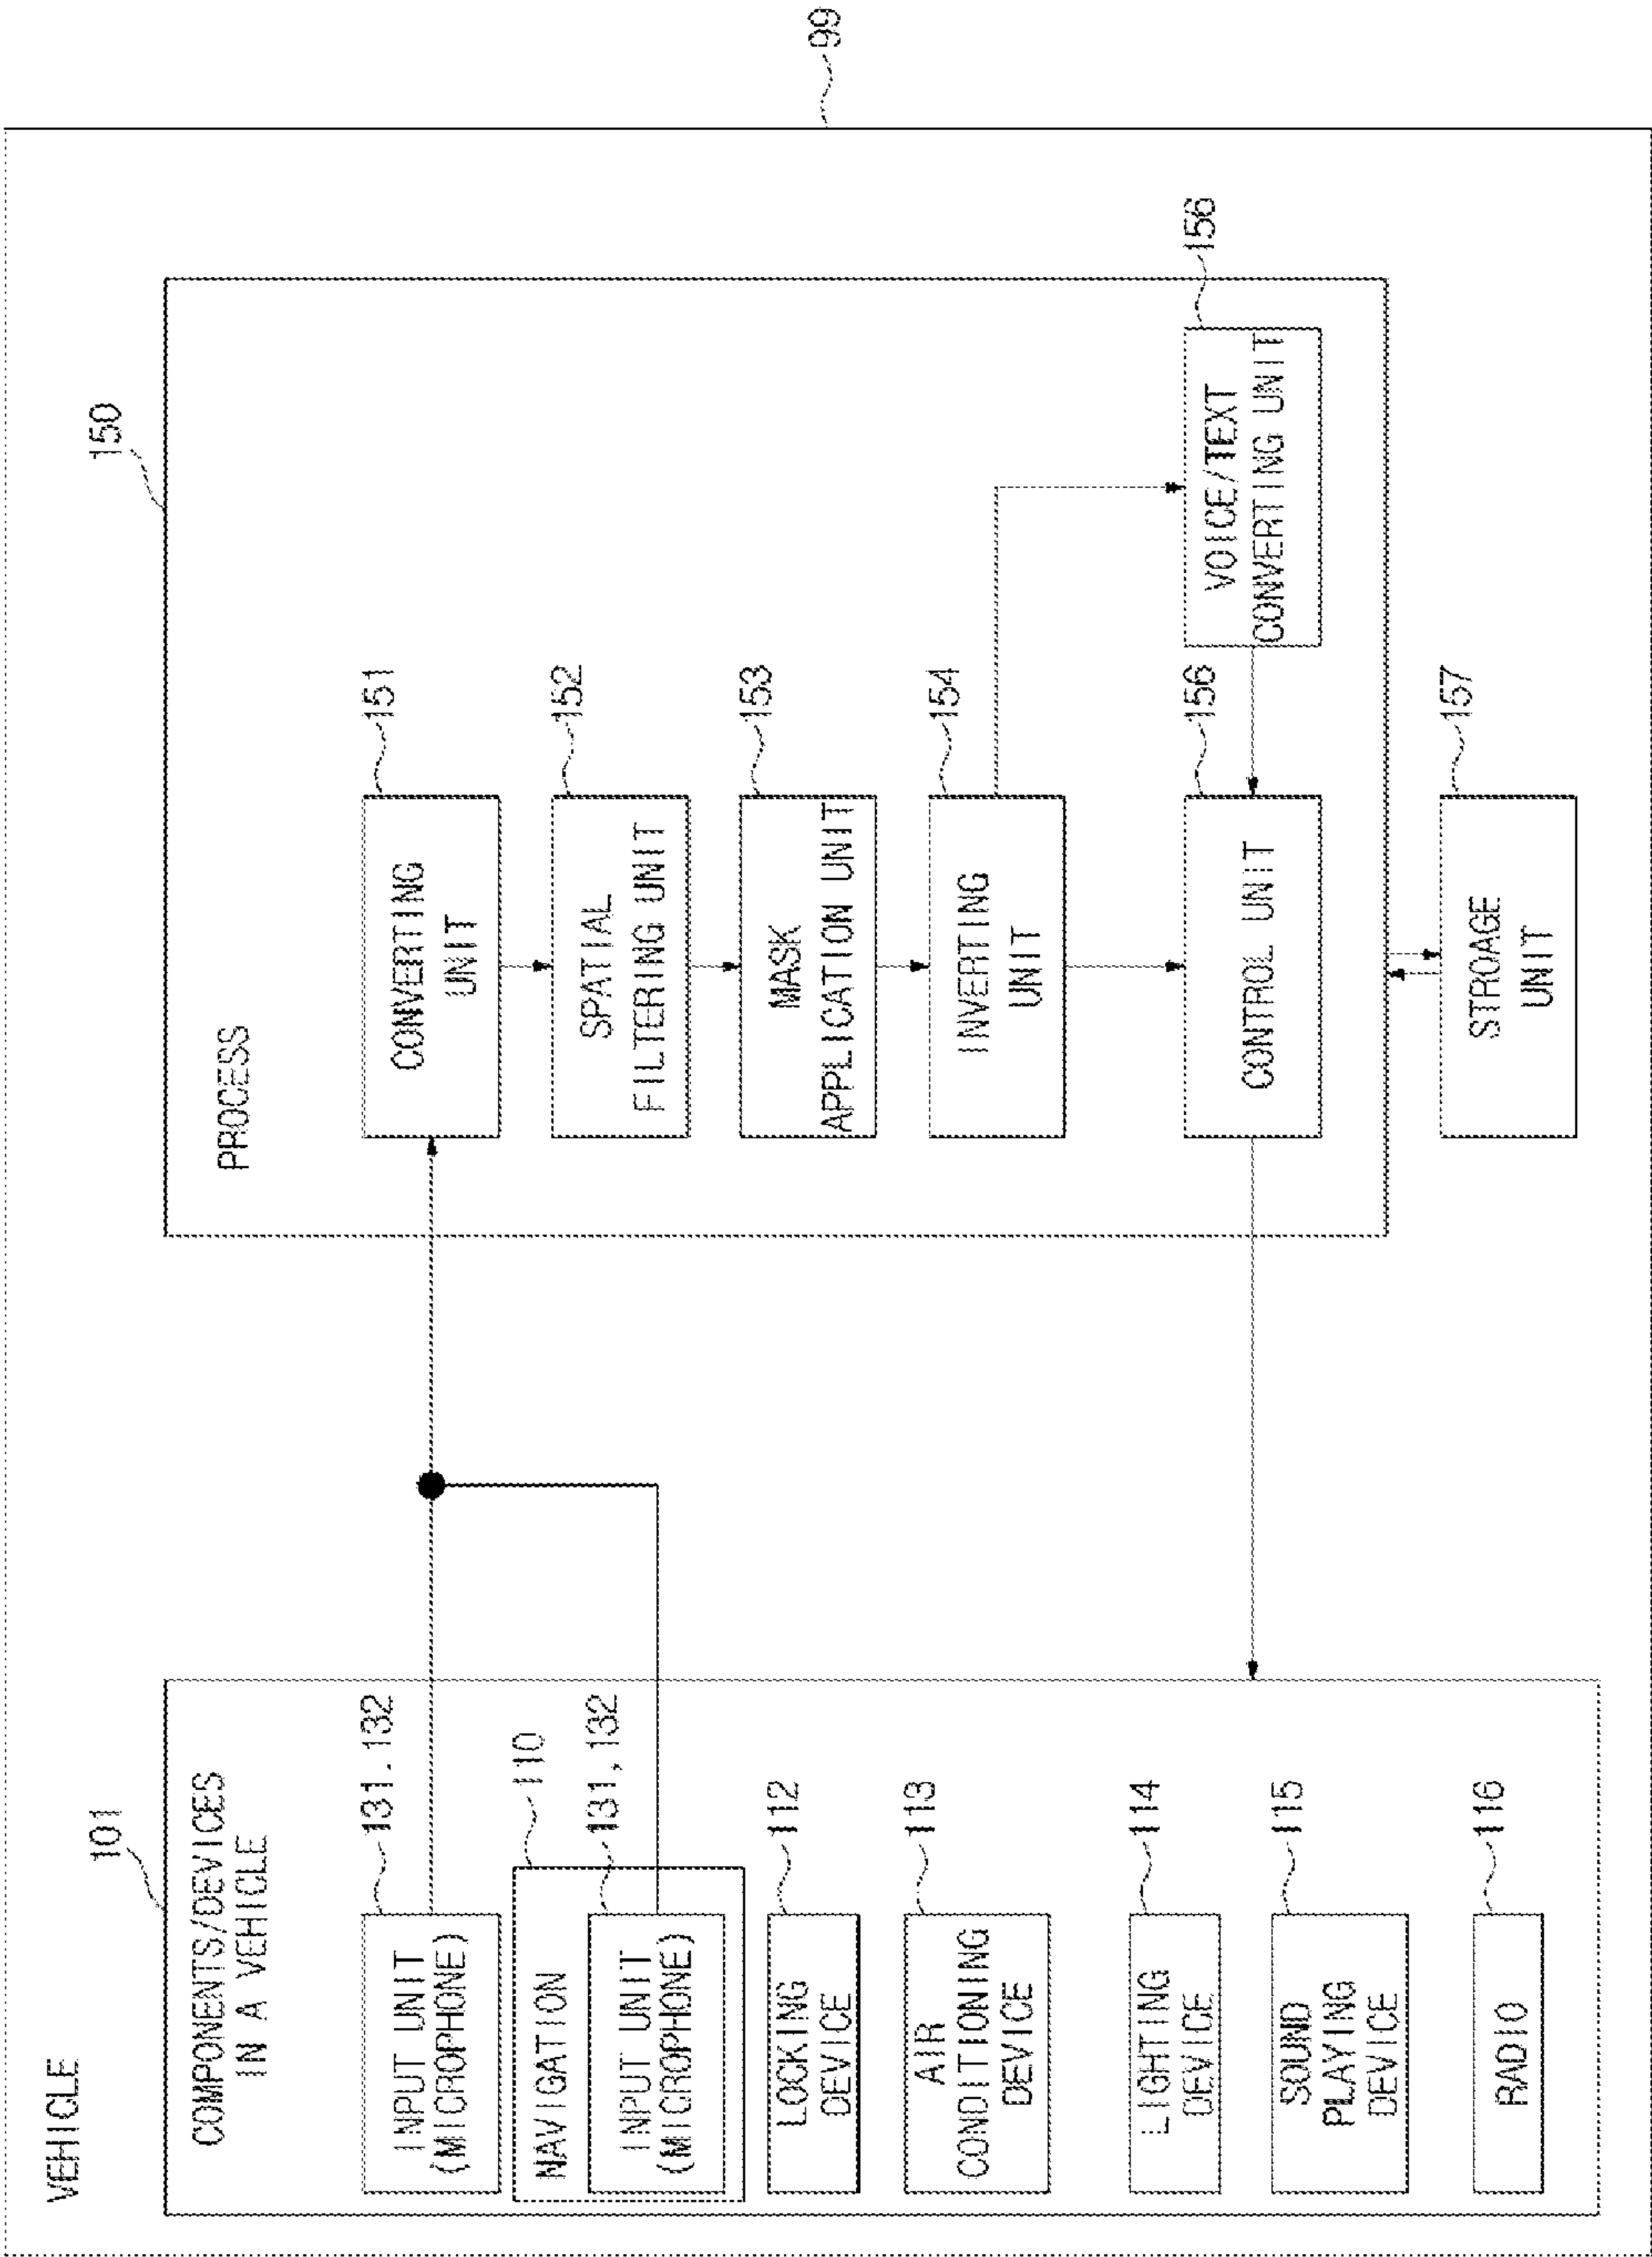 VEHICLE
99
101
COMPONENTS/DEVICES
IN A VEHICLE
INPUT UNIT
(MICROPHONE)
131.132
NAVIGATION
110
INPUT UNIT
(MICROPHONE)
131,132
LOCKING
DEVICE
112
AIR
CONDITIONING
DEVICE
113
LIGHTING
DEVICE
114
SOUND
PLAYING
DEVICE
115
RADIO
116
150
PROCESS
CONVERTING
UNIT
151
SPATIAL
FILTERING UNIT
152
MASK
APPLICATION UNIT
153
INVERTING
UNIT
154
CONTROL UNIT
156
VOICE/TEXT
CONVERTING UNIT
156
STROAGE
UNIT
157